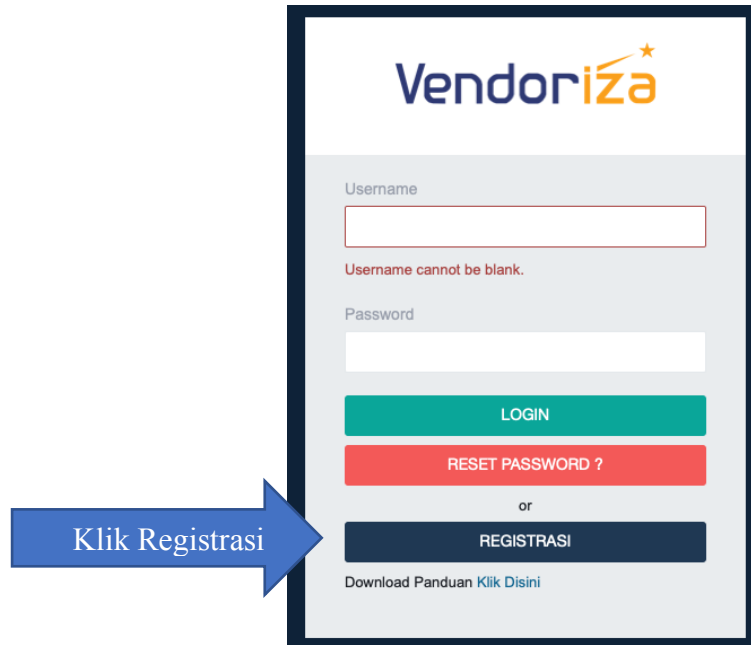 Vendoriza
Username
Username cannot be blank.
Password
LOGIN
RESET PASSWORD ?
or
Klik Registrasi
REGISTRASI
Download Panduan Klik Disini